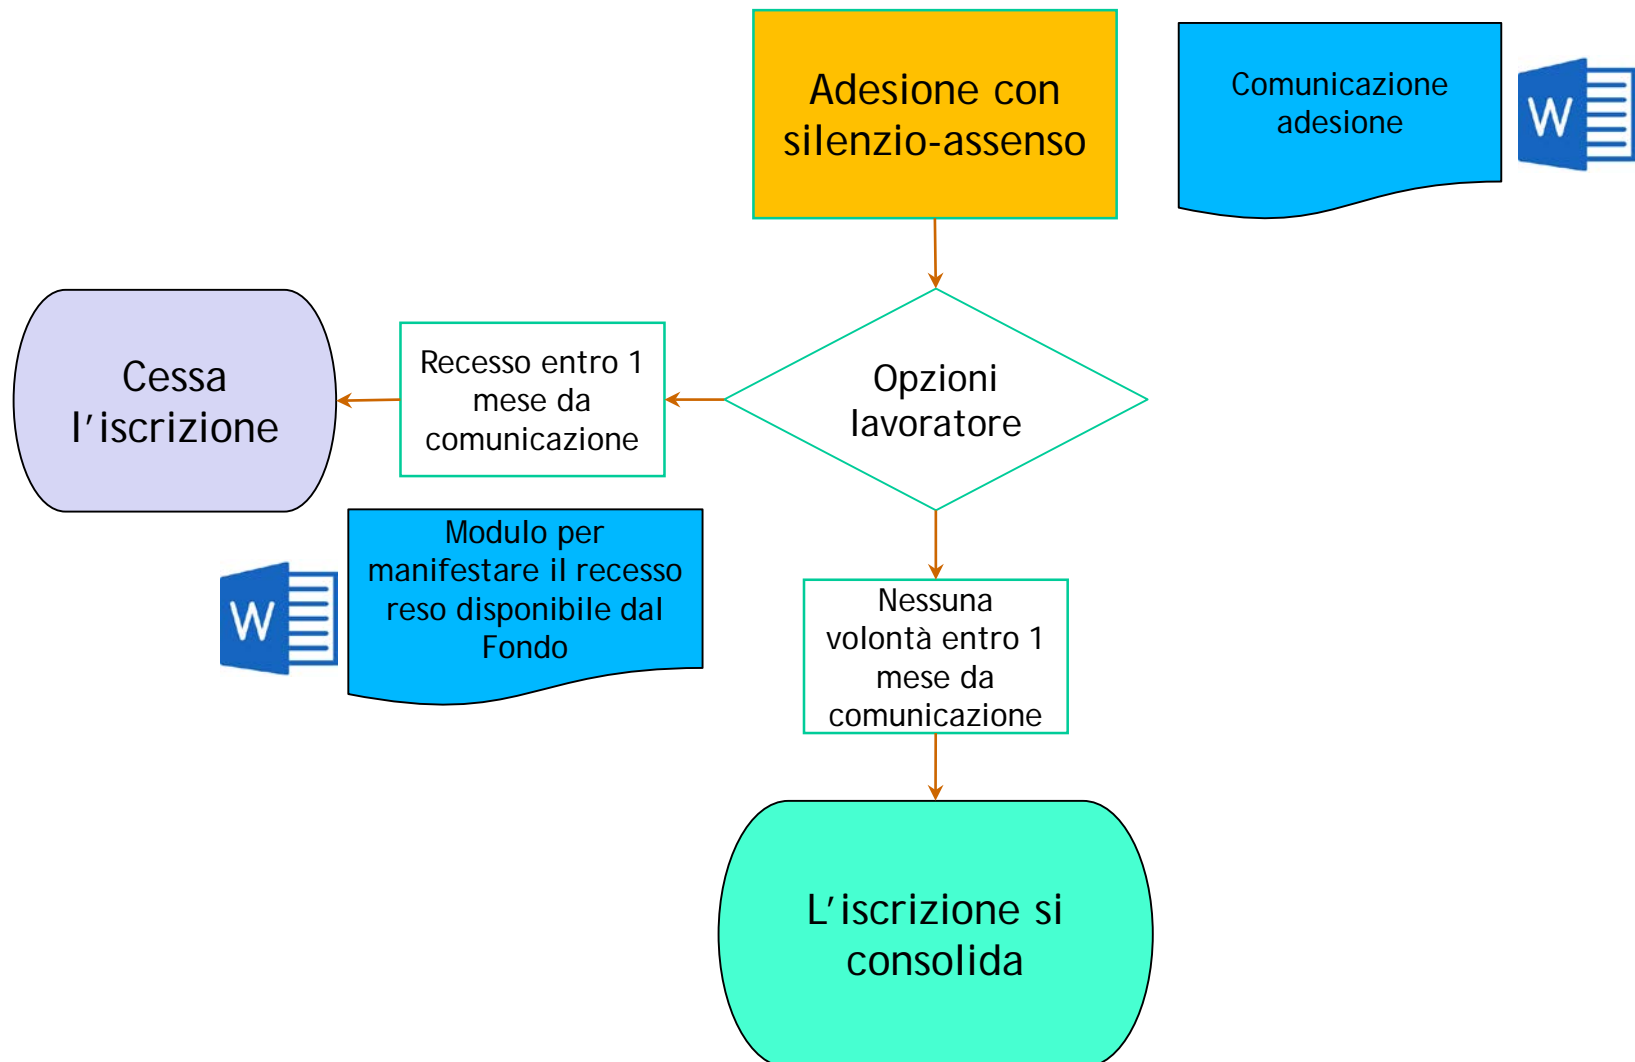 Adesione con
silenzio-assenso
Comunicazione
adesione
W
Cessa
l'iscrizione
Recesso entro 1
mese da
comunicazione
Opzioni
lavoratore
W
Modulo per
manifestare il recesso
reso disponibile dal
Fondo
Nessuna
volontà entro 1
mese da
comunicazione
L'iscrizione si
consolida